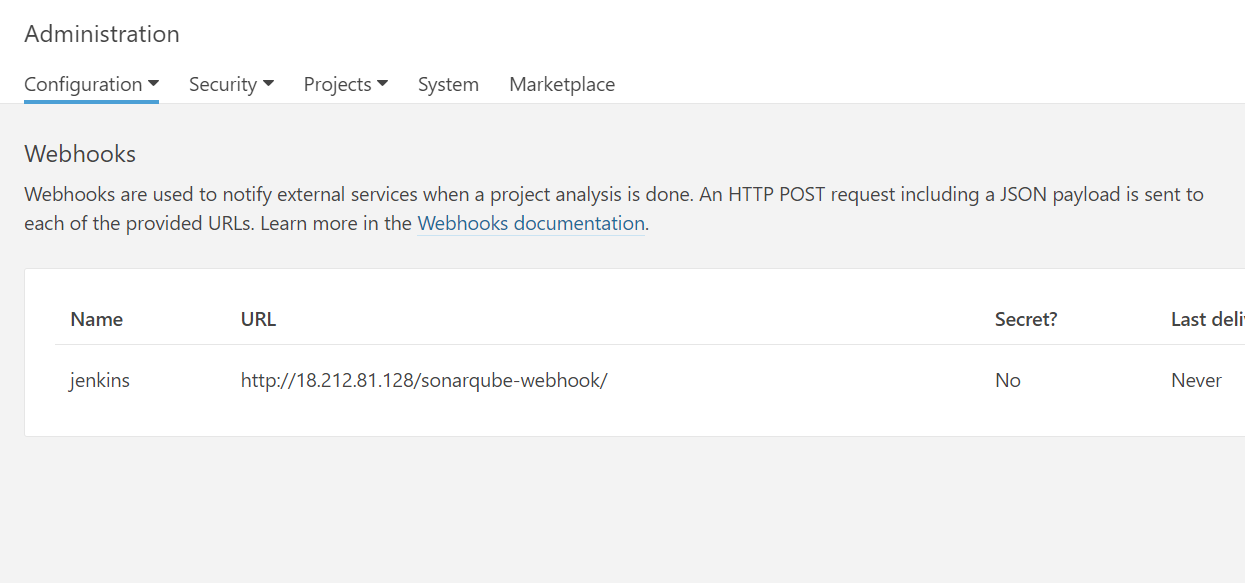 Administration
Configuration Security Projects System Marketplace
Webhooks
Webhooks are used to notify external services when a project analysis is done. An HTTP POST request including a JSON payload is sent to
each of the provided URLs. Learn more in the Webhooks documentation.
Name URL Secret? Last deli
jenkins http://18.212.81.128/sonarqube-webhook/ No Never